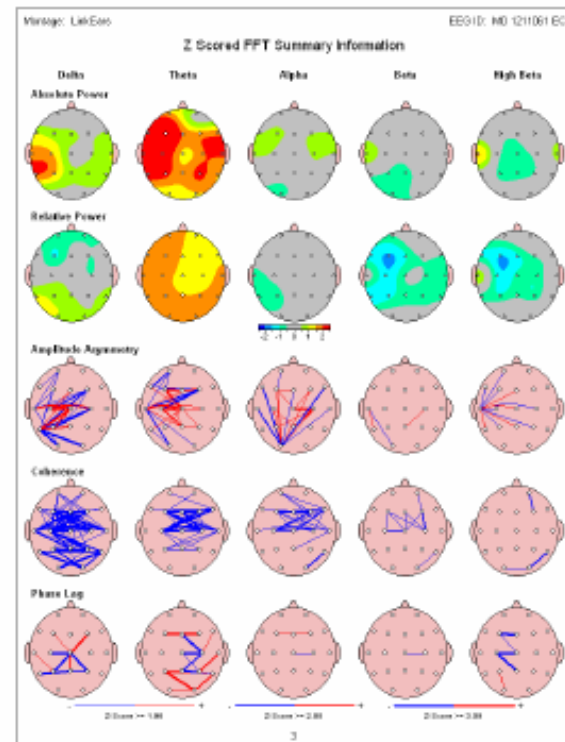 Montage: LinkEars EEG ID: MD 1211061 EC
Z Scored FFT Summary Information
Delta Theta Alpha Beta High Beta
Absolute Power
Relative Power
-2 -1 0 1 2
Amplitude Asymmetry
Coherence
Phase Lag
- + - + - +
Z Score >= 1.96 Z Score >= 2.58 Z Score >= 3.09
3